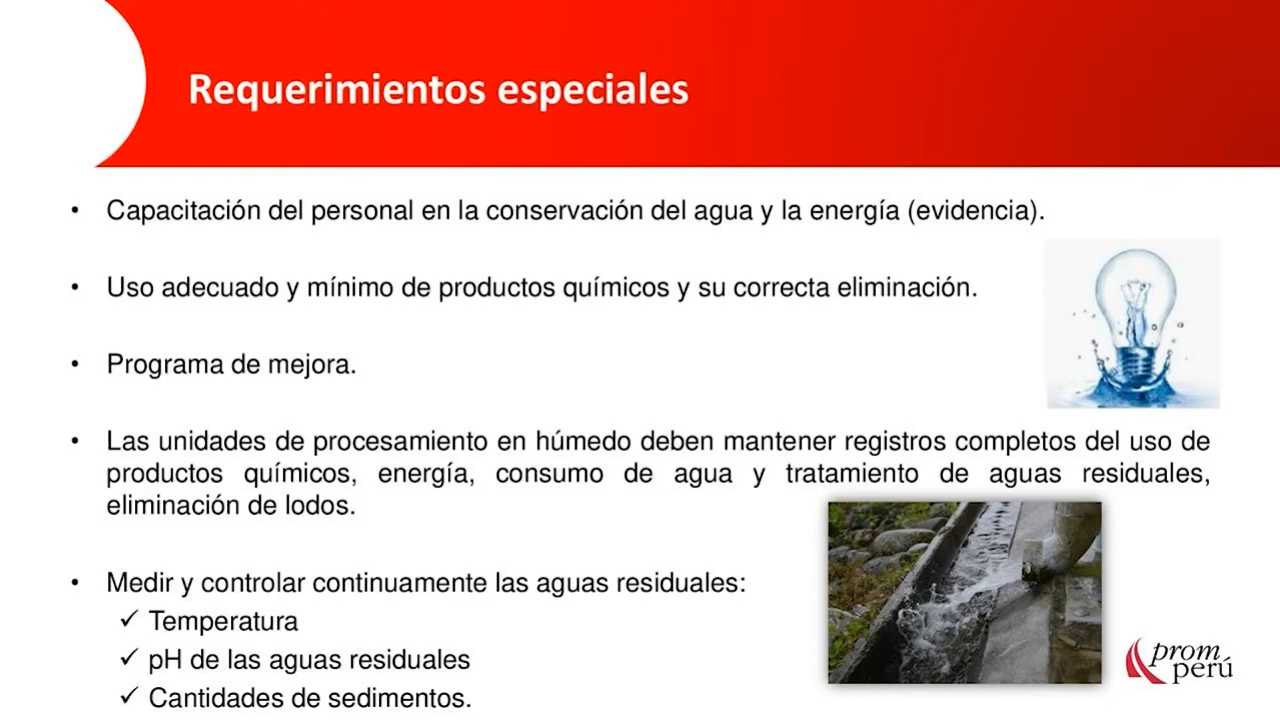 Requerimientos especiales
• Capacitación del personal en la conservación del agua y la energía (evidencia).
• Uso adecuado y mínimo de productos químicos y su correcta eliminación.
• Programa de mejora.
• Las unidades de procesamiento en húmedo deben mantener registros completos del uso de
productos químicos, energía, consumo de agua y tratamiento de aguas residuales,
eliminación de lodos.
• Medir y controlar continuamente las aguas residuales:
✓ Temperatura
✓ pH de las aguas residuales
✓ Cantidades de sedimentos.
prom
perú